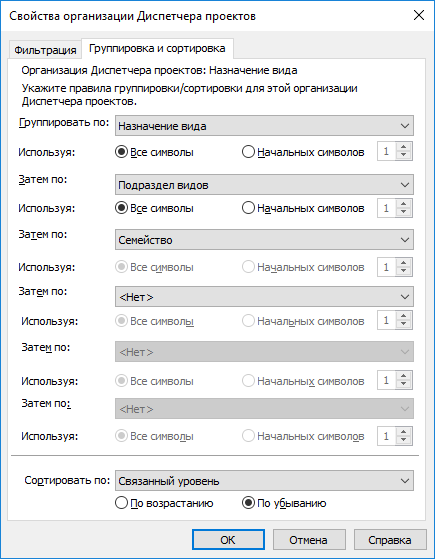 Свойства организации Диспетчера проектов
Фильтрация Группировка и сортировка
Организация Диспетчера проектов: Назначение вида
Укажите правила группировки/сортировки для этой организации
Диспетчера проектов.
Группировать по: Назначение вида
Используя: Все символы Начальных символов 1
Затем по: Подраздел видов
Используя: Все символы Начальных символов 1
Затем по: Семейство
Используя: Все символы Начальных символов 1
Затем по: <Нет>
Используя: Все символы Начальных символов 1
Затем по: <Нет>
Используя: Все символы Начальных символов 1
Затем по: <Нет>
Используя: Все символы Начальных символов 1
Сортировать по: Связанный уровень
По возрастанию По убыванию
ОК Отмена Справка